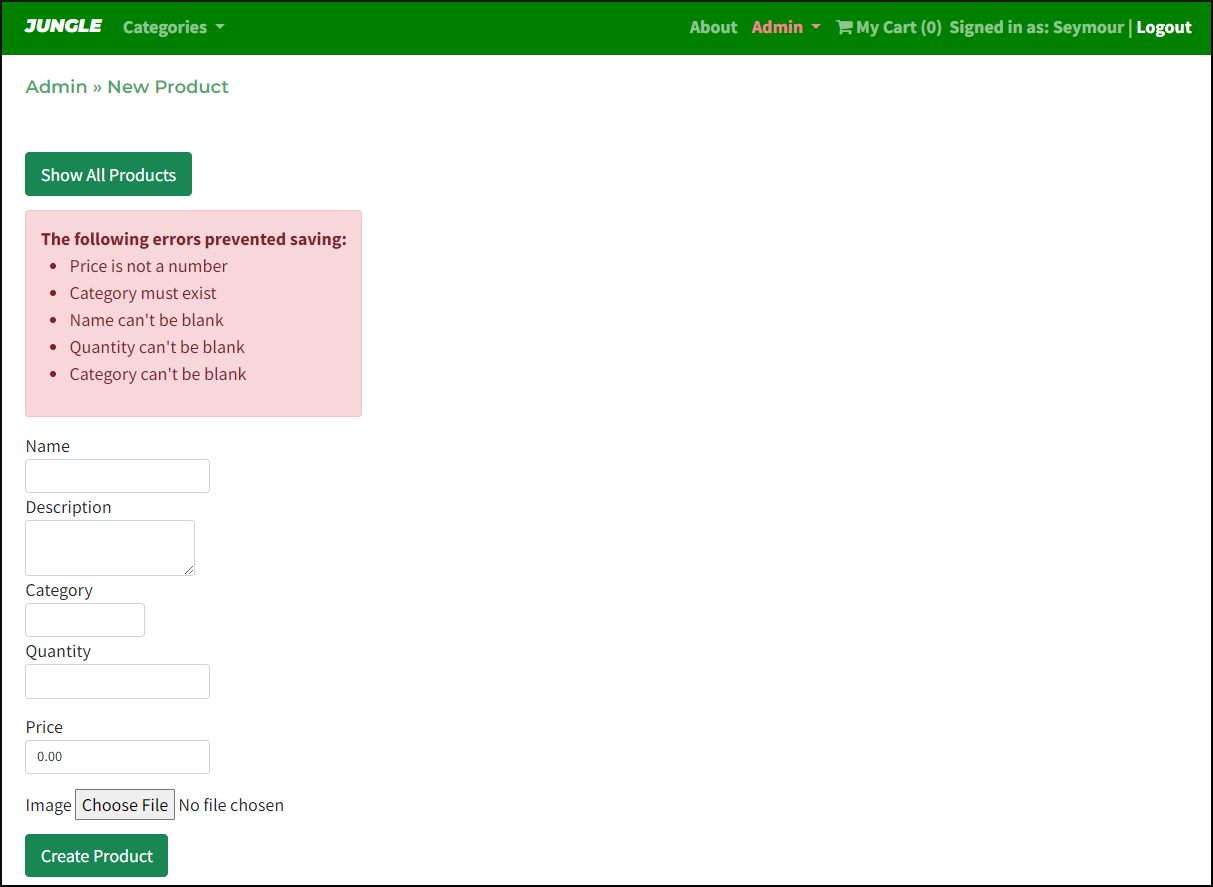 JUNGLE Categories About Admin My Cart (0) Signed in as: Seymour | Logout
Admin » New Product
Show All Products
The following errors prevented saving:
• Price is not a number
• Category must exist
• Name can't be blank
• Quantity can't be blank
• Category can't be blank
Name
Description
Category
Quantity
Price
0.00
Image Choose File No file chosen
Create Product